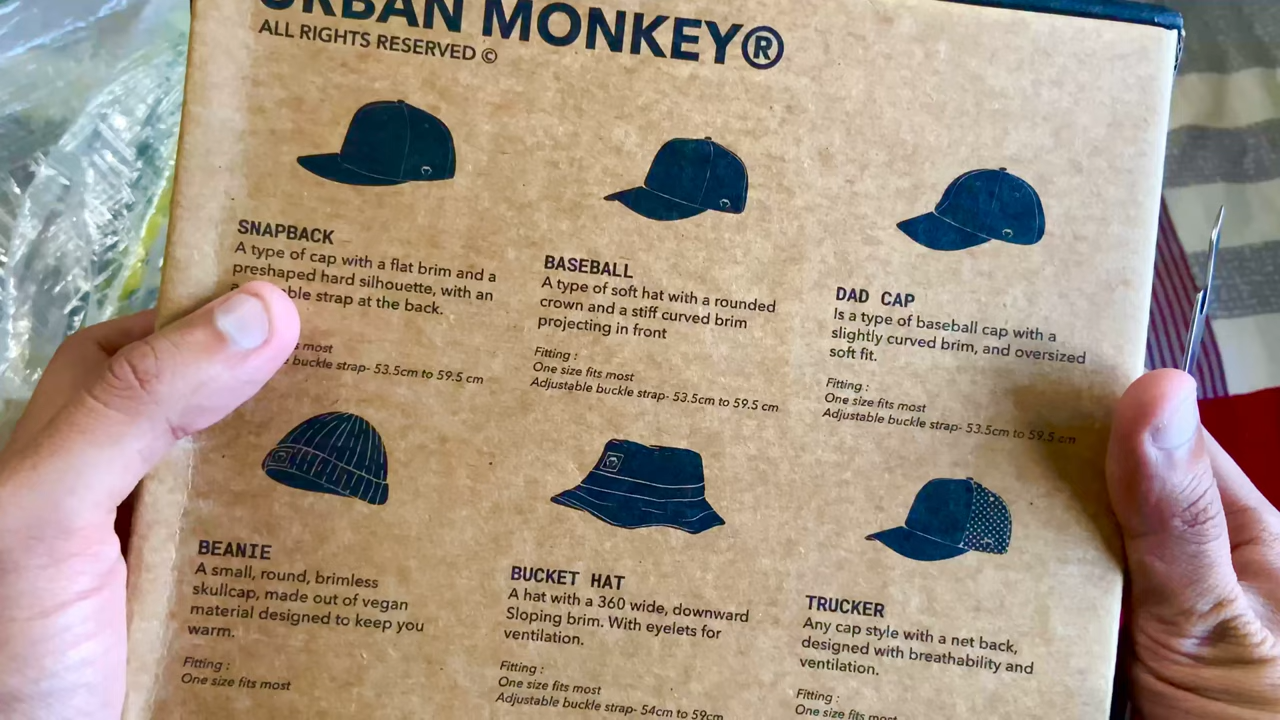 URBAN MONKEY®
ALL RIGHTS RESERVED ©
SNAPBACK
A type of cap with a flat brim and a
preshaped hard silhouette, with an
strap at the back.
most
buckle strap- 53.5cm to 59.5 cm
BASEBALL
A type of soft hat with a rounded
crown and a stiff curved brim
projecting in front
Fitting :
One size fits most
Adjustable buckle strap- 53.5cm to 59.5 cm
DAD CAP
Is a type of baseball cap with a
slightly curved brim, and oversized
soft fit.
Fitting :
One size fits most
Adjustable buckle strap- 53.5cm to 59.5 cm
BEANIE
A small, round, brimless
skullcap, made out of vegan
material designed to keep you
warm.
Fitting :
One size fits most
BUCKET HAT
A hat with a 360 wide, downward
Sloping brim. With eyelets for
ventilation.
Fitting :
One size fits most
Adjustable buckle strap- 54cm to 59cm
TRUCKER
Any cap style with a net back,
designed with breathability and
ventilation.
Fitting :
One size fits most